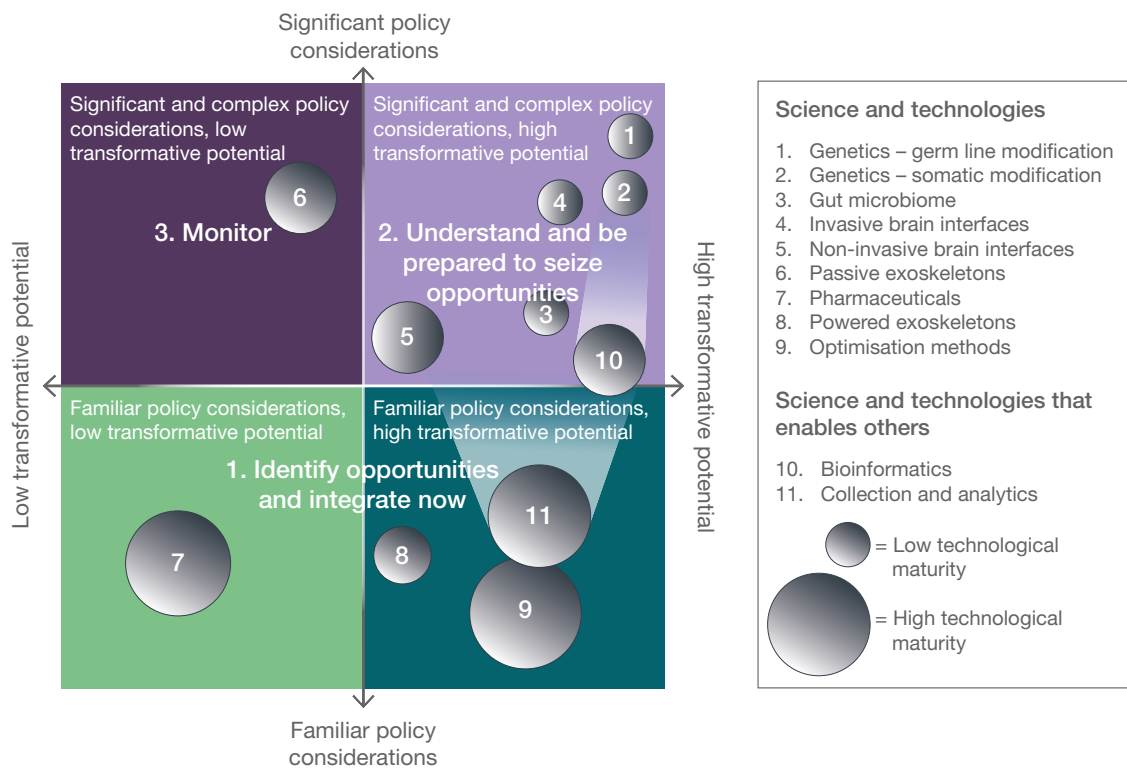 Significant policy
considerations
Significant and complex policy
considerations, low
transformative potential
6
3. Monitor
Significant and complex policy
considerations, high
transformative potential
1
2
4
2. Understand and be
prepared to seize
opportunities
3
5
10
Low transformative potential
High transformative potential
Familiar policy considerations,
low transformative potential
Familiar policy considerations,
high transformative potential
1. Identify opportunities
and integrate now
11
7
8
9
Familiar policy
considerations
Science and technologies
1. Genetics – germ line modification
2. Genetics – somatic modification
3. Gut microbiome
4. Invasive brain interfaces
5. Non-invasive brain interfaces
6. Passive exoskeletons
7. Pharmaceuticals
8. Powered exoskeletons
9. Optimisation methods
Science and technologies that
enables others
10. Bioinformatics
11. Collection and analytics
= Low technological
maturity
= High technological
maturity